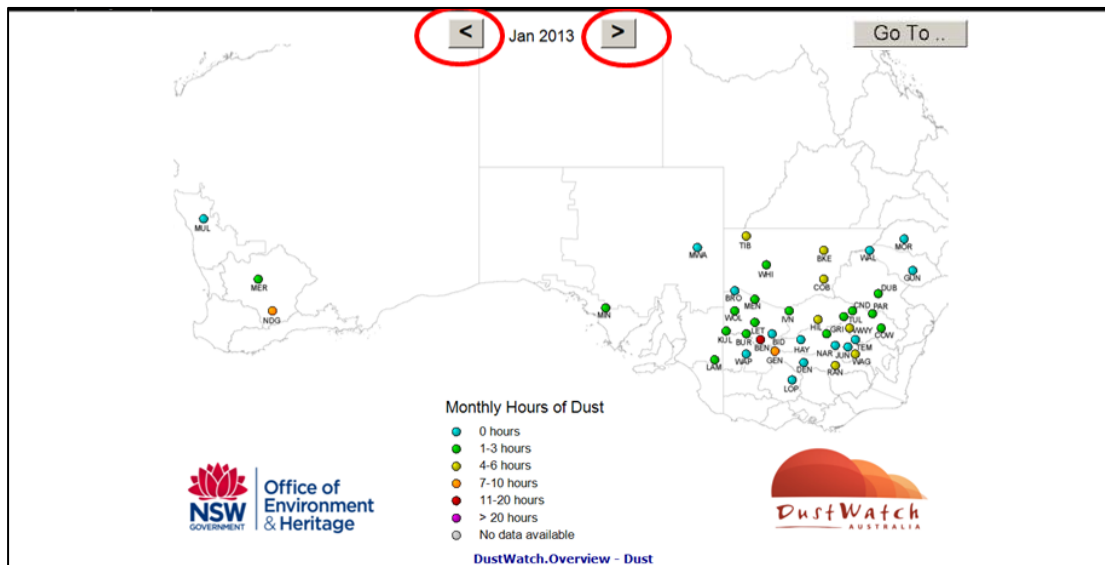 < Jan 2013 > Go To ..
MUL
MER
NDG
MIN
MWA
TIB
BKE
WAL
MOR
WHI
GUN
COB
BRO
MEN
DUB
WOL
IVN
CND PAR
HIL
TUL
LET
GRI WWY
COW
KUL
BUR
BEN
BID
HAY
NAR
JUN
TEM
WAP
GEN
WAG
LAM
DEN
RAN
LOP
Monthly Hours of Dust
0 hours
1-3 hours
4-6 hours
7-10 hours
11-20 hours
> 20 hours
No data available
NSW
GOVERNMENT
Office of
Environment
& Heritage
DustWatch
AUSTRALIA
DustWatch.Overview - Dust